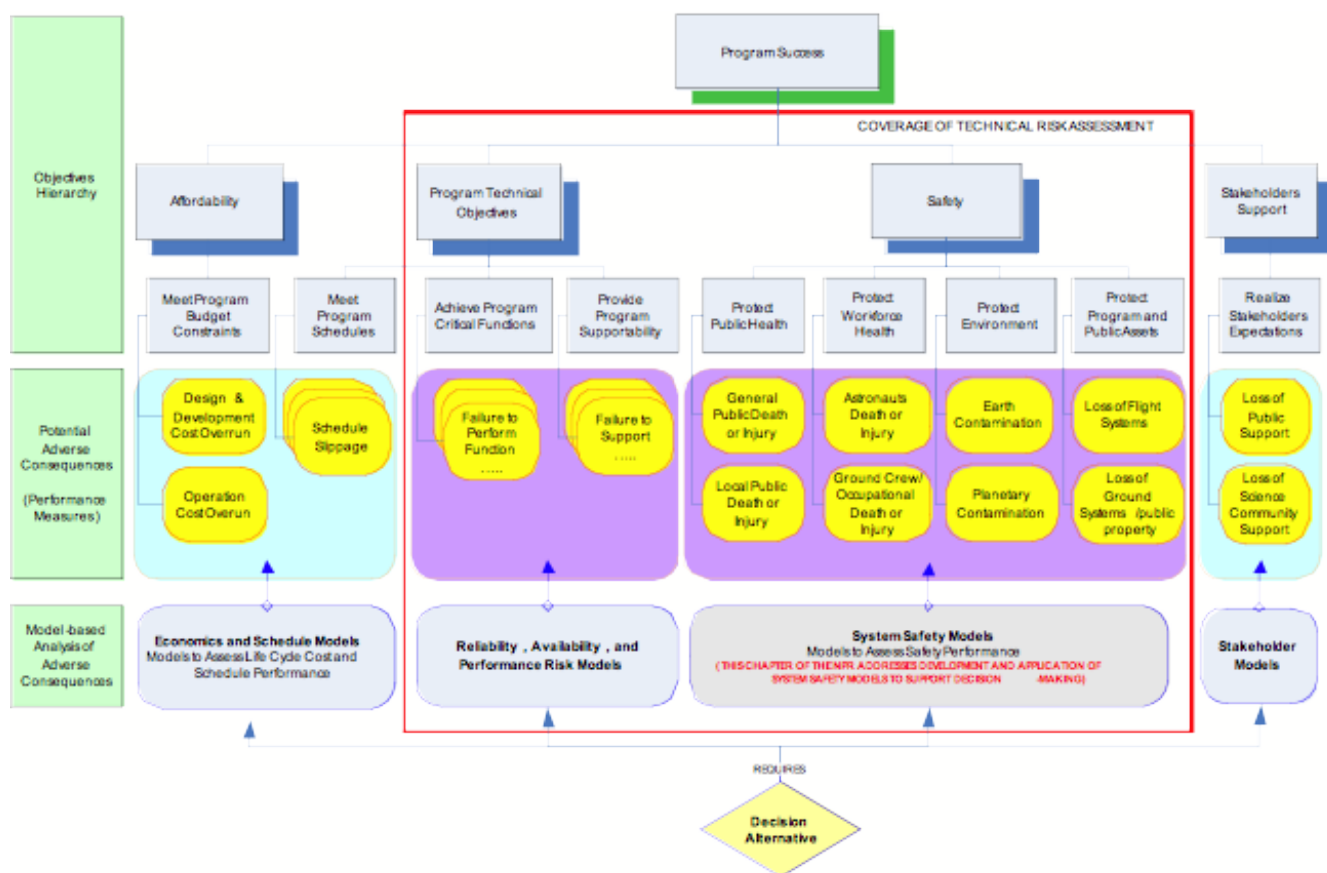 Program Success
COVERAGE OF TECHNICAL RISK ASSESSMENT
Objectives
Hierarchy
Affordability
Program Technical
Objectives
Safety
Stakeholders
Support
Meet Program
Budget
Constraints
Meet
Program
Schedules
Achieve Program
Critical Functions
Provide
Program
Supportability
Protect
Public Health
Protect
Workforce
Health
Protect
Environment
Protect
Program and
Public Assets
Realize
Stakeholders
Expectations
Potential
Adverse
Consequences
(Performance
Measures)
Design &
Development
Cost Overrun
Schedule
Slippage
Operation
Cost Overun
Failure to
Perform
Function
.....
Failure to
Support
.....
General
Public Death
or Injury
Astronauts
Death or
Injury
Earth
Contamination
Loss of Flight
Systems
Local Public
Death or
Injury
Ground Crew/
Occupational
Death or
Injury
Planetary
Contamination
Loss of
Ground
Systems /public
property
Loss of
Public
Support
Loss of
Science
Community
Support
Model-based
Analysis of
Adverse
Consequences
Economics and Schedule Models
Models to Assess Life Cycle Cost and
Schedule Performance
Reliability , Availability , and
Performance Risk Models
System Safety Models
Models to Assess Safety Performance
(THIS CHAPTER OF THE NPR ADDRESSES DEVELOPMENT AND APPLICATION OF
SYSTEM SAFETY MODELS TO SUPPORT DECISION -MAKING)
Stakeholder
Models
REQUIRES
Decision
Alternative